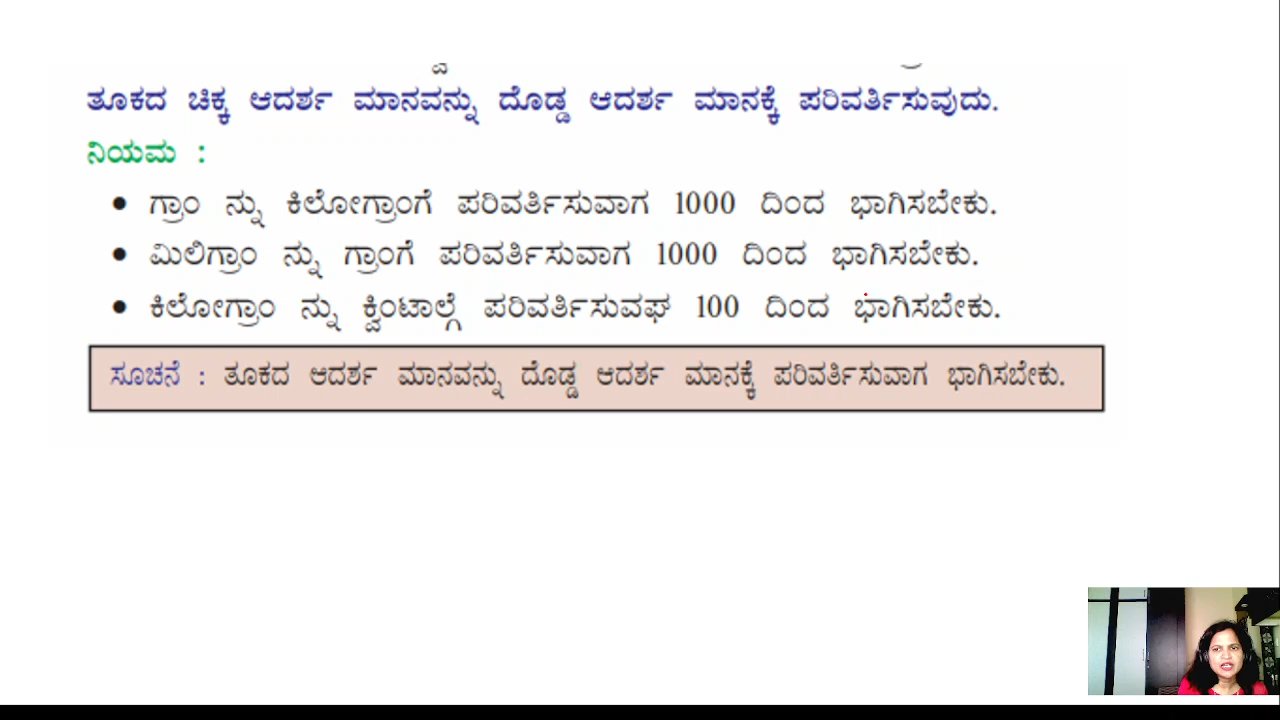 ತೂಕದ ಚಿಕ್ಕ ಆದರ್ಶ ಮಾನವನ್ನು ದೊಡ್ಡ ಆದರ್ಶ ಮಾನಕ್ಕೆ ಪರಿವರ್ತಿಸುವುದು.
ನಿಯಮ :
• ಗ್ರಾಂ ನ್ನು ಕಿಲೋಗ್ರಾಂಗೆ ಪರಿವರ್ತಿಸುವಾಗ 1000 ದಿಂದ ಭಾಗಿಸಬೇಕು.
• ಮಿಲಿಗ್ರಾಂ ನ್ನು ಗ್ರಾಂಗೆ ಪರಿವರ್ತಿಸುವಾಗ 1000 ದಿಂದ ಭಾಗಿಸಬೇಕು.
• ಕಿಲೋಗ್ರಾಂ ನ್ನು ಕ್ವಿಂಟಾಲ್ಗೆ ಪರಿವರ್ತಿಸುವಘ 100 ದಿಂದ ಭಾಗಿಸಬೇಕು.
ಸೂಚನೆ : ತೂಕದ ಆದರ್ಶ ಮಾನವನ್ನು ದೊಡ್ಡ ಆದರ್ಶ ಮಾನಕ್ಕೆ ಪರಿವರ್ತಿಸುವಾಗ ಭಾಗಿಸಬೇಕು.